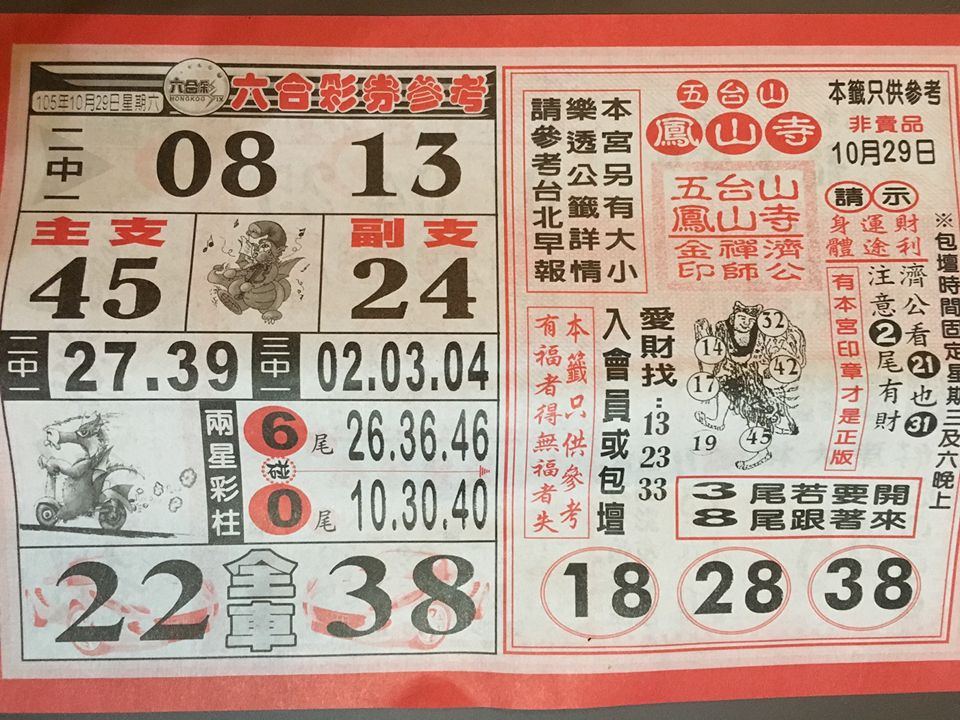 105年10月29日星期六
六合彩
HONGKOO FIX
六合彩券參考
二中一
08 13
主支
45
副支
24
二中一
27.39
三中一
02.03.04
兩星彩柱
6尾 26.36.46
0尾 10.30.40
22 全車 38
本宮另有大小
樂透公籤詳情
請參考台北早報
五台山
鳳山寺
五台山
鳳山寺
金禪濟
印師公
本籤只供參考
非賣品
10月29日
請示
身運財
體途利
※包壇時間固定星期三及六晚上
濟公看21也31
注意2尾有財
有本宮印章才是正版
32
14
42
17
19
45
愛財找:13 23 33
入會員或包壇
本籤只供參考
有福者得無福者失
3尾若要開
8尾跟著來
18 28 38